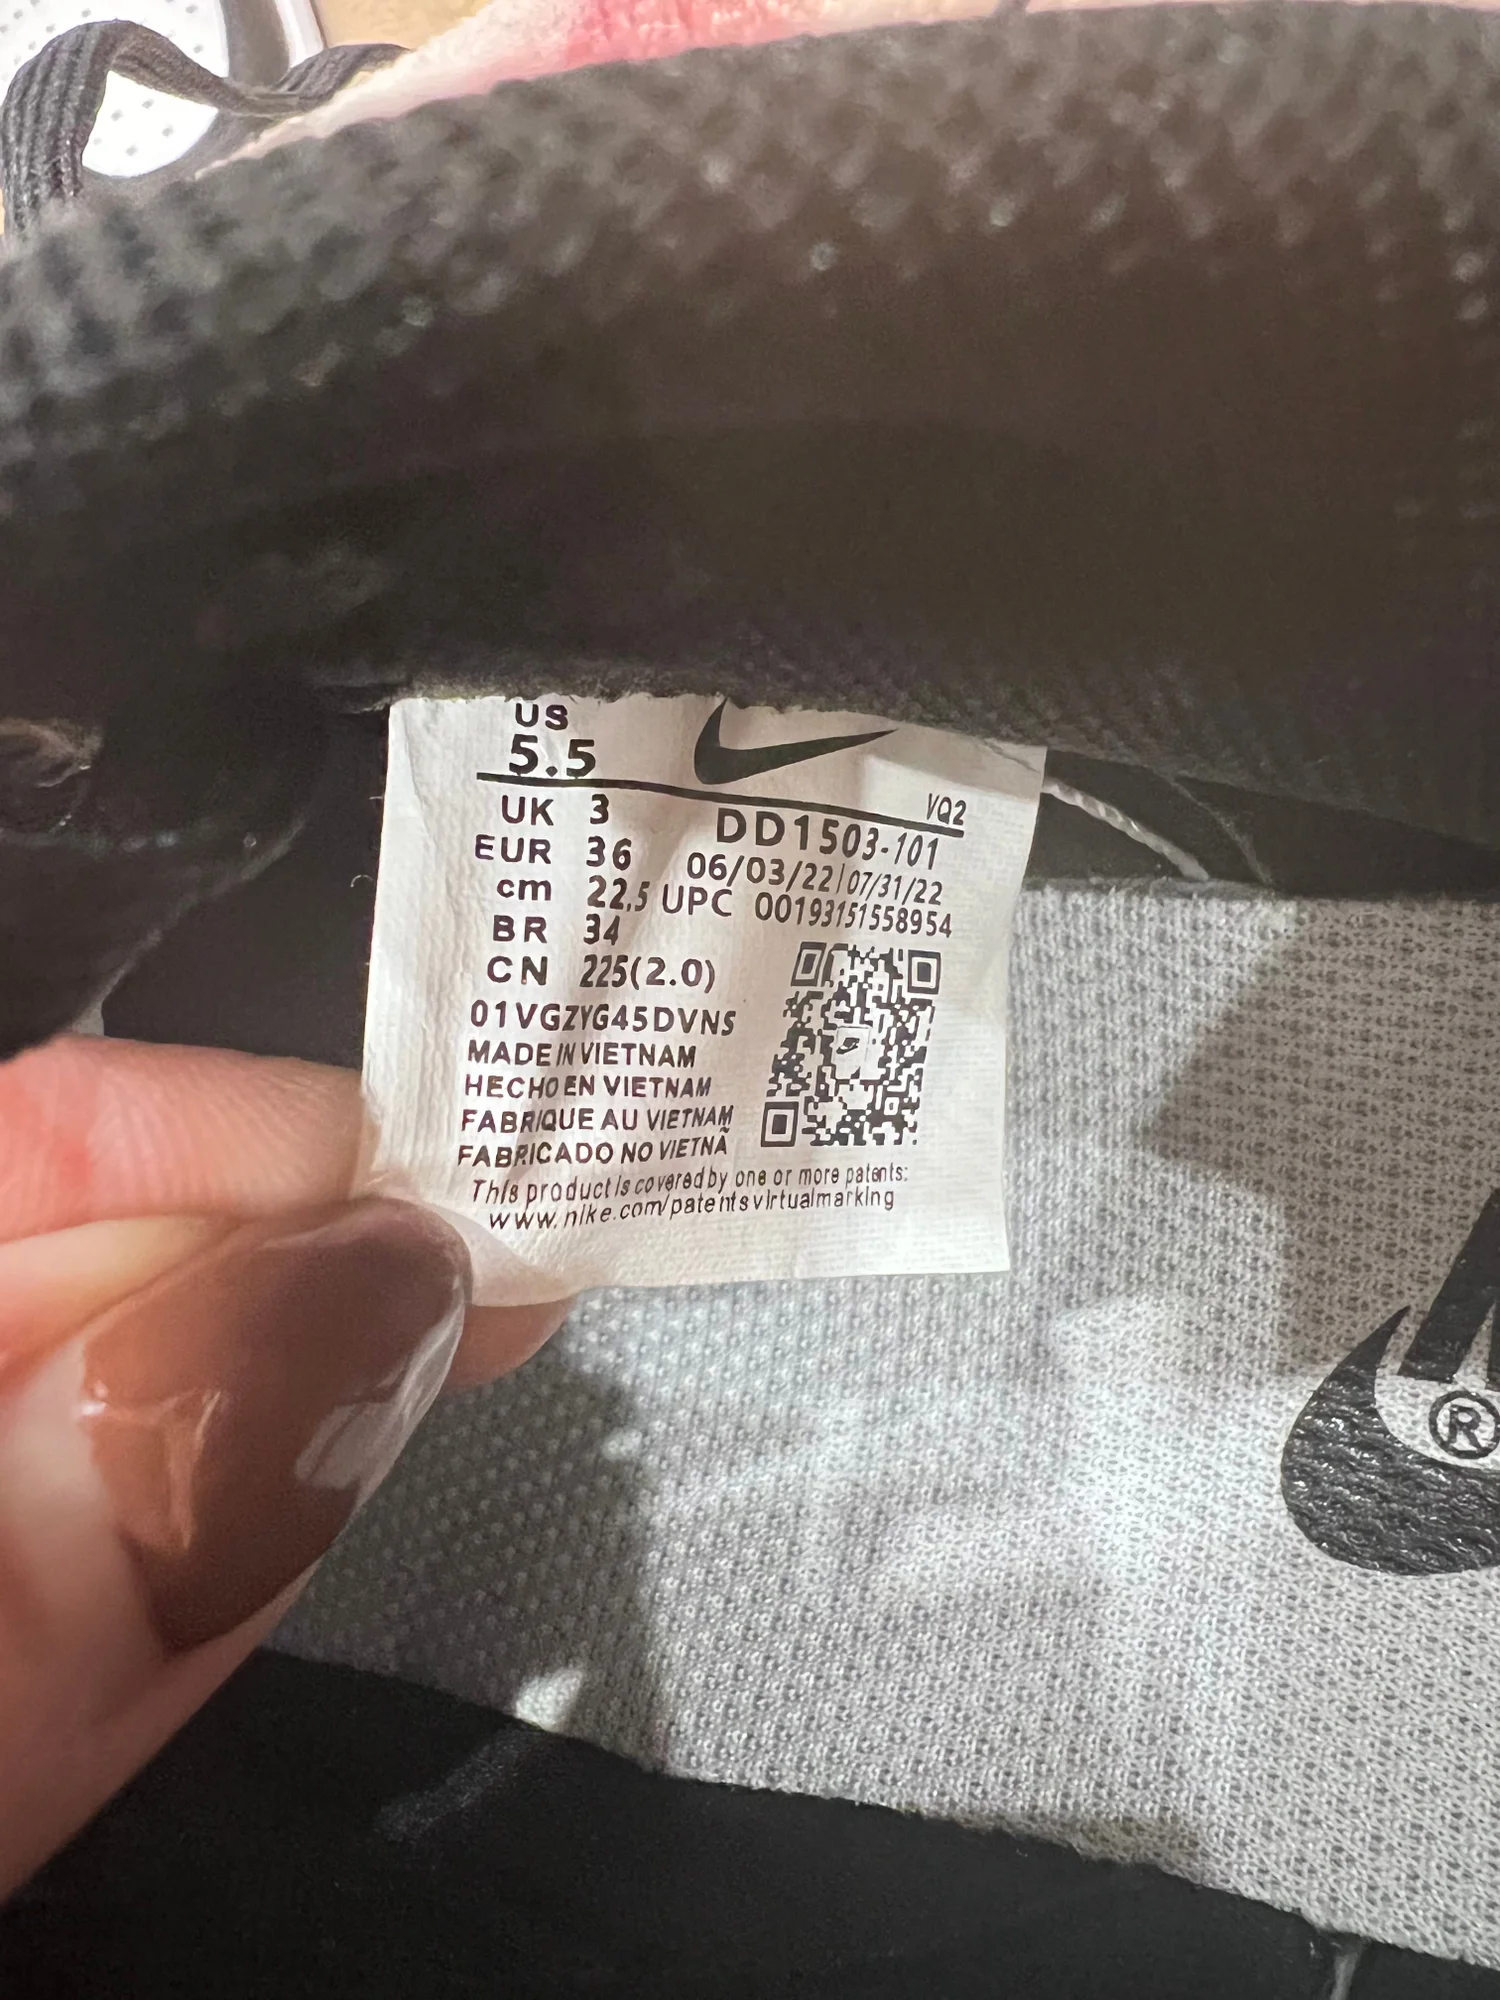 US
5.5
VQ2
UK 3
DD1503-101
EUR 36
06/03/22|07/31/22
cm 22.5
UPC 00193151558954
BR 34
CN 225(2.0)
01VGZYG45DVNS
MADE IN VIETNAM
HECHO EN VIETNAM
FABRIQUE AU VIETNAM
FABRICADO NO VIETNÃ
This product is covered by one or more patents:
www.nike.com/patentsvirtualmarking
®